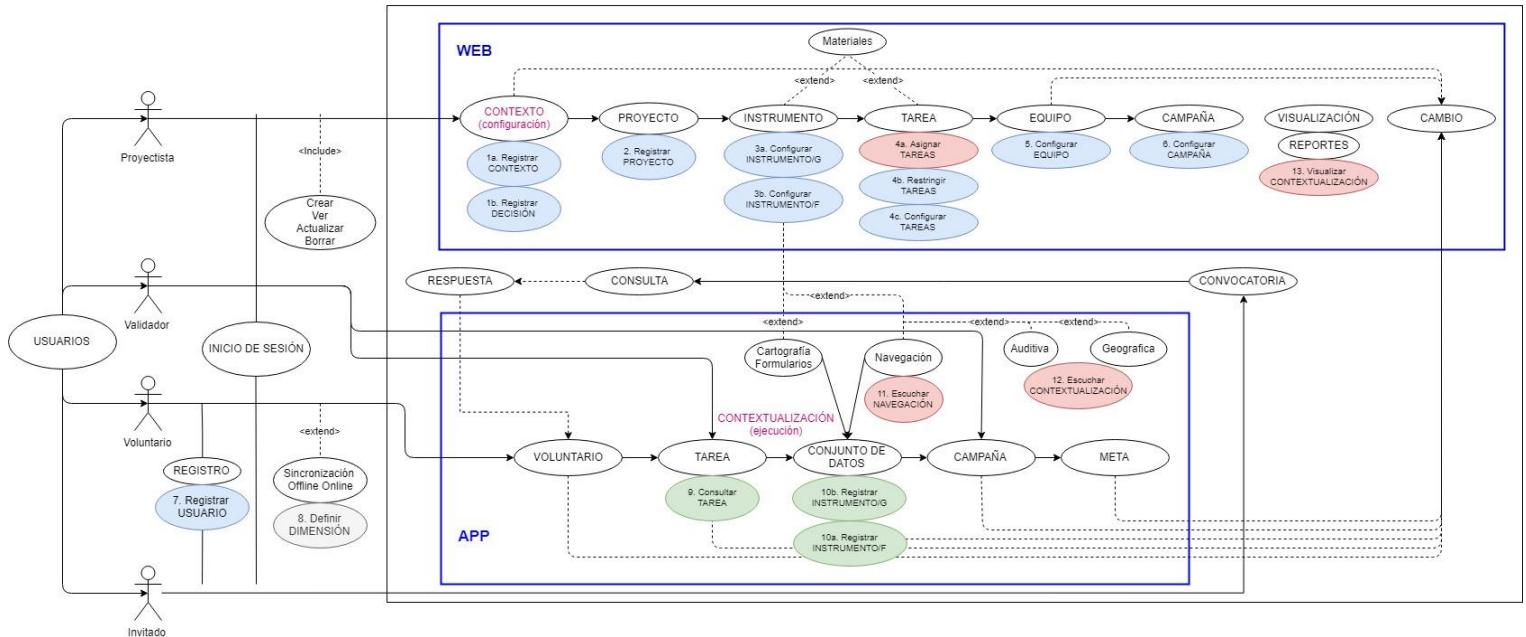 Materiales
WEB
<extend>
<extend>
CONTEXTO
(configuración)
PROYECTO
INSTRUMENTO
TAREA
EQUIPO
CAMPAÑA
VISUALIZACIÓN
CAMBIO
REPORTES
1a. Registrar
CONTEXTO
1b. Registrar
DECISIÓN
2. Registrar
PROYECTO
3a. Configurar
INSTRUMENTO/G
3b. Configurar
INSTRUMENTO/F
4a. Asignar
TAREAS
4b. Restringir
TAREAS
4c. Configurar
TAREAS
5. Configurar
EQUIPO
6. Configurar
CAMPAÑA
13. Visualizar
CONTEXTUALIZACIÓN
Proyectista
<Include>
Crear
Ver
Actualizar
Borrar
Validador
USUARIOS
INICIO DE SESIÓN
RESPUESTA
CONSULTA
CONVOCATORIA
<extend>
<extend>
<extend>
<extend>
Cartografía
Formularios
Navegación
Auditiva
Geografica
11. Escuchar
NAVEGACIÓN
12. Escuchar
CONTEXTUALIZACIÓN
Voluntario
<extend>
REGISTRO
7. Registrar
USUARIO
Sincronización
Offline Online
8. Definir
DIMENSIÓN
CONTEXTUALIZACIÓN
(ejecución)
VOLUNTARIO
TAREA
CONJUNTO DE
DATOS
CAMPAÑA
META
9. Consultar
TAREA
10b. Registrar
INSTRUMENTO/G
10a. Registrar
INSTRUMENTO/F
APP
Invitado